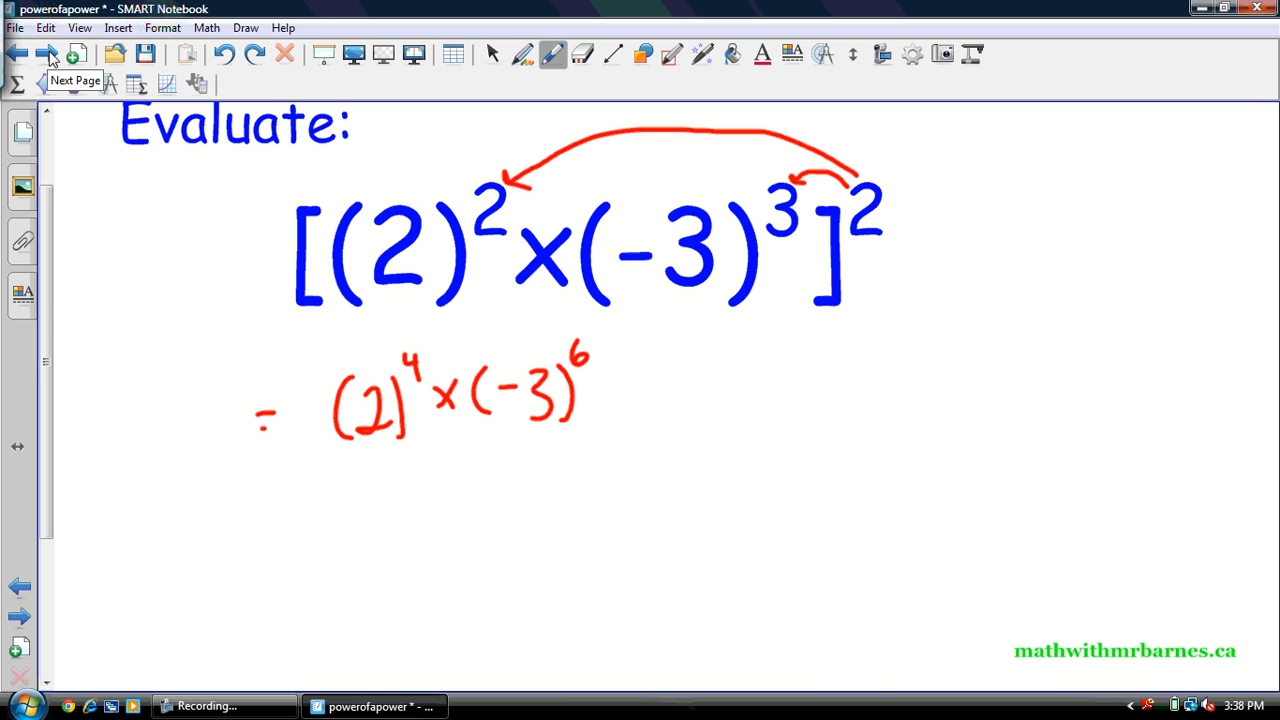 powerofapower * - SMART Notebook
File Edit View Insert Format Math Draw Help
Next Page
Evaluate:
[(2)² x (-3)³]²
= (2)⁴ x (-3)⁶
mathwithmrbarnes.ca
Recording...
powerofapower * - ...
3:38 PM